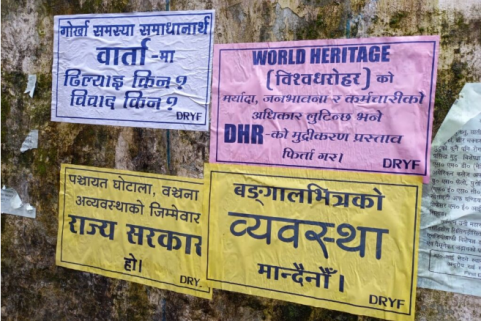 गोर्खा समस्या समाधानार्थ
वार्ता-मा
ढिल्याइ किन?
विवाद किन?
DRYF
WORLD HERITAGE
(विश्वधरोहर) को
मर्यादा, जनभावना र कर्मचारीको
अधिकार लुटिन्छ भने
DHR-को मुद्रीकरण प्रस्ताव
फिर्ता गर।
DRYF
पञ्चायत घोटाला, वञ्चना
अव्यवस्थाको जिम्मेवार
राज्य सरकार
हो।
DRY
बङ्गालभित्रको
व्यवस्था
मान्दैनौँ।
DRYF